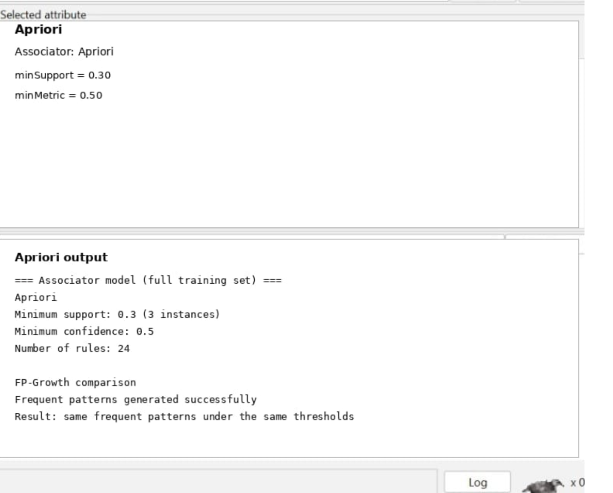 Selected attribute
Apriori
Associator: Apriori
minSupport = 0.30
minMetric = 0.50
Apriori output
=== Associator model (full training set) ===
Apriori
Minimum support: 0.3 (3 instances)
Minimum confidence: 0.5
Number of rules: 24
FP-Growth comparison
Frequent patterns generated successfully
Result: same frequent patterns under the same thresholds
Log
x 0